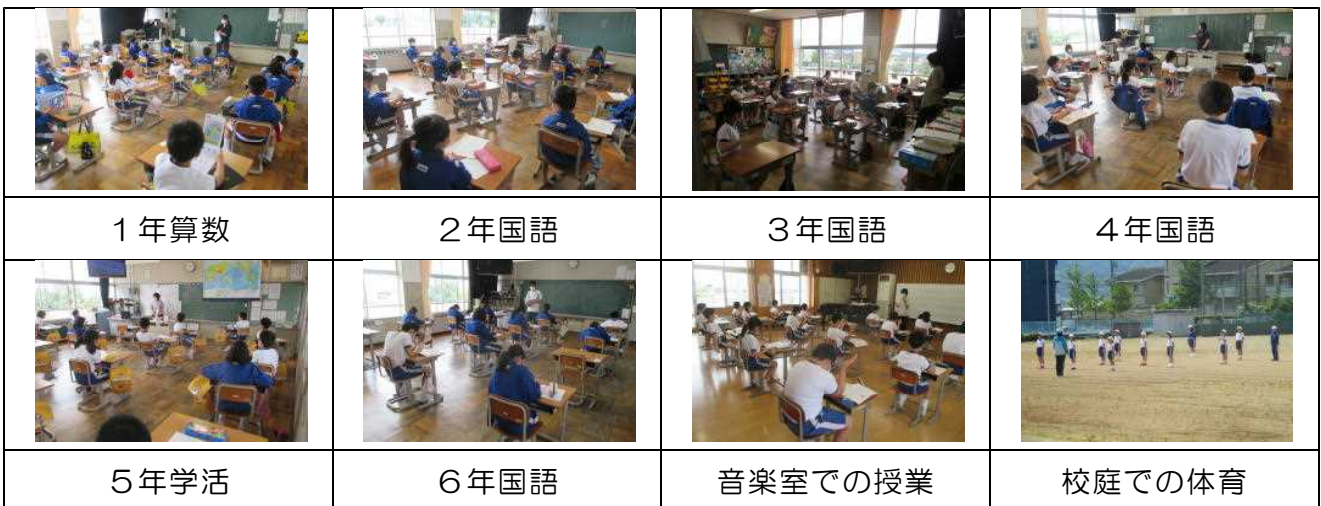 １年算数
２年国語
３年国語
４年国語
５年学活
６年国語
音楽室での授業
校庭での体育